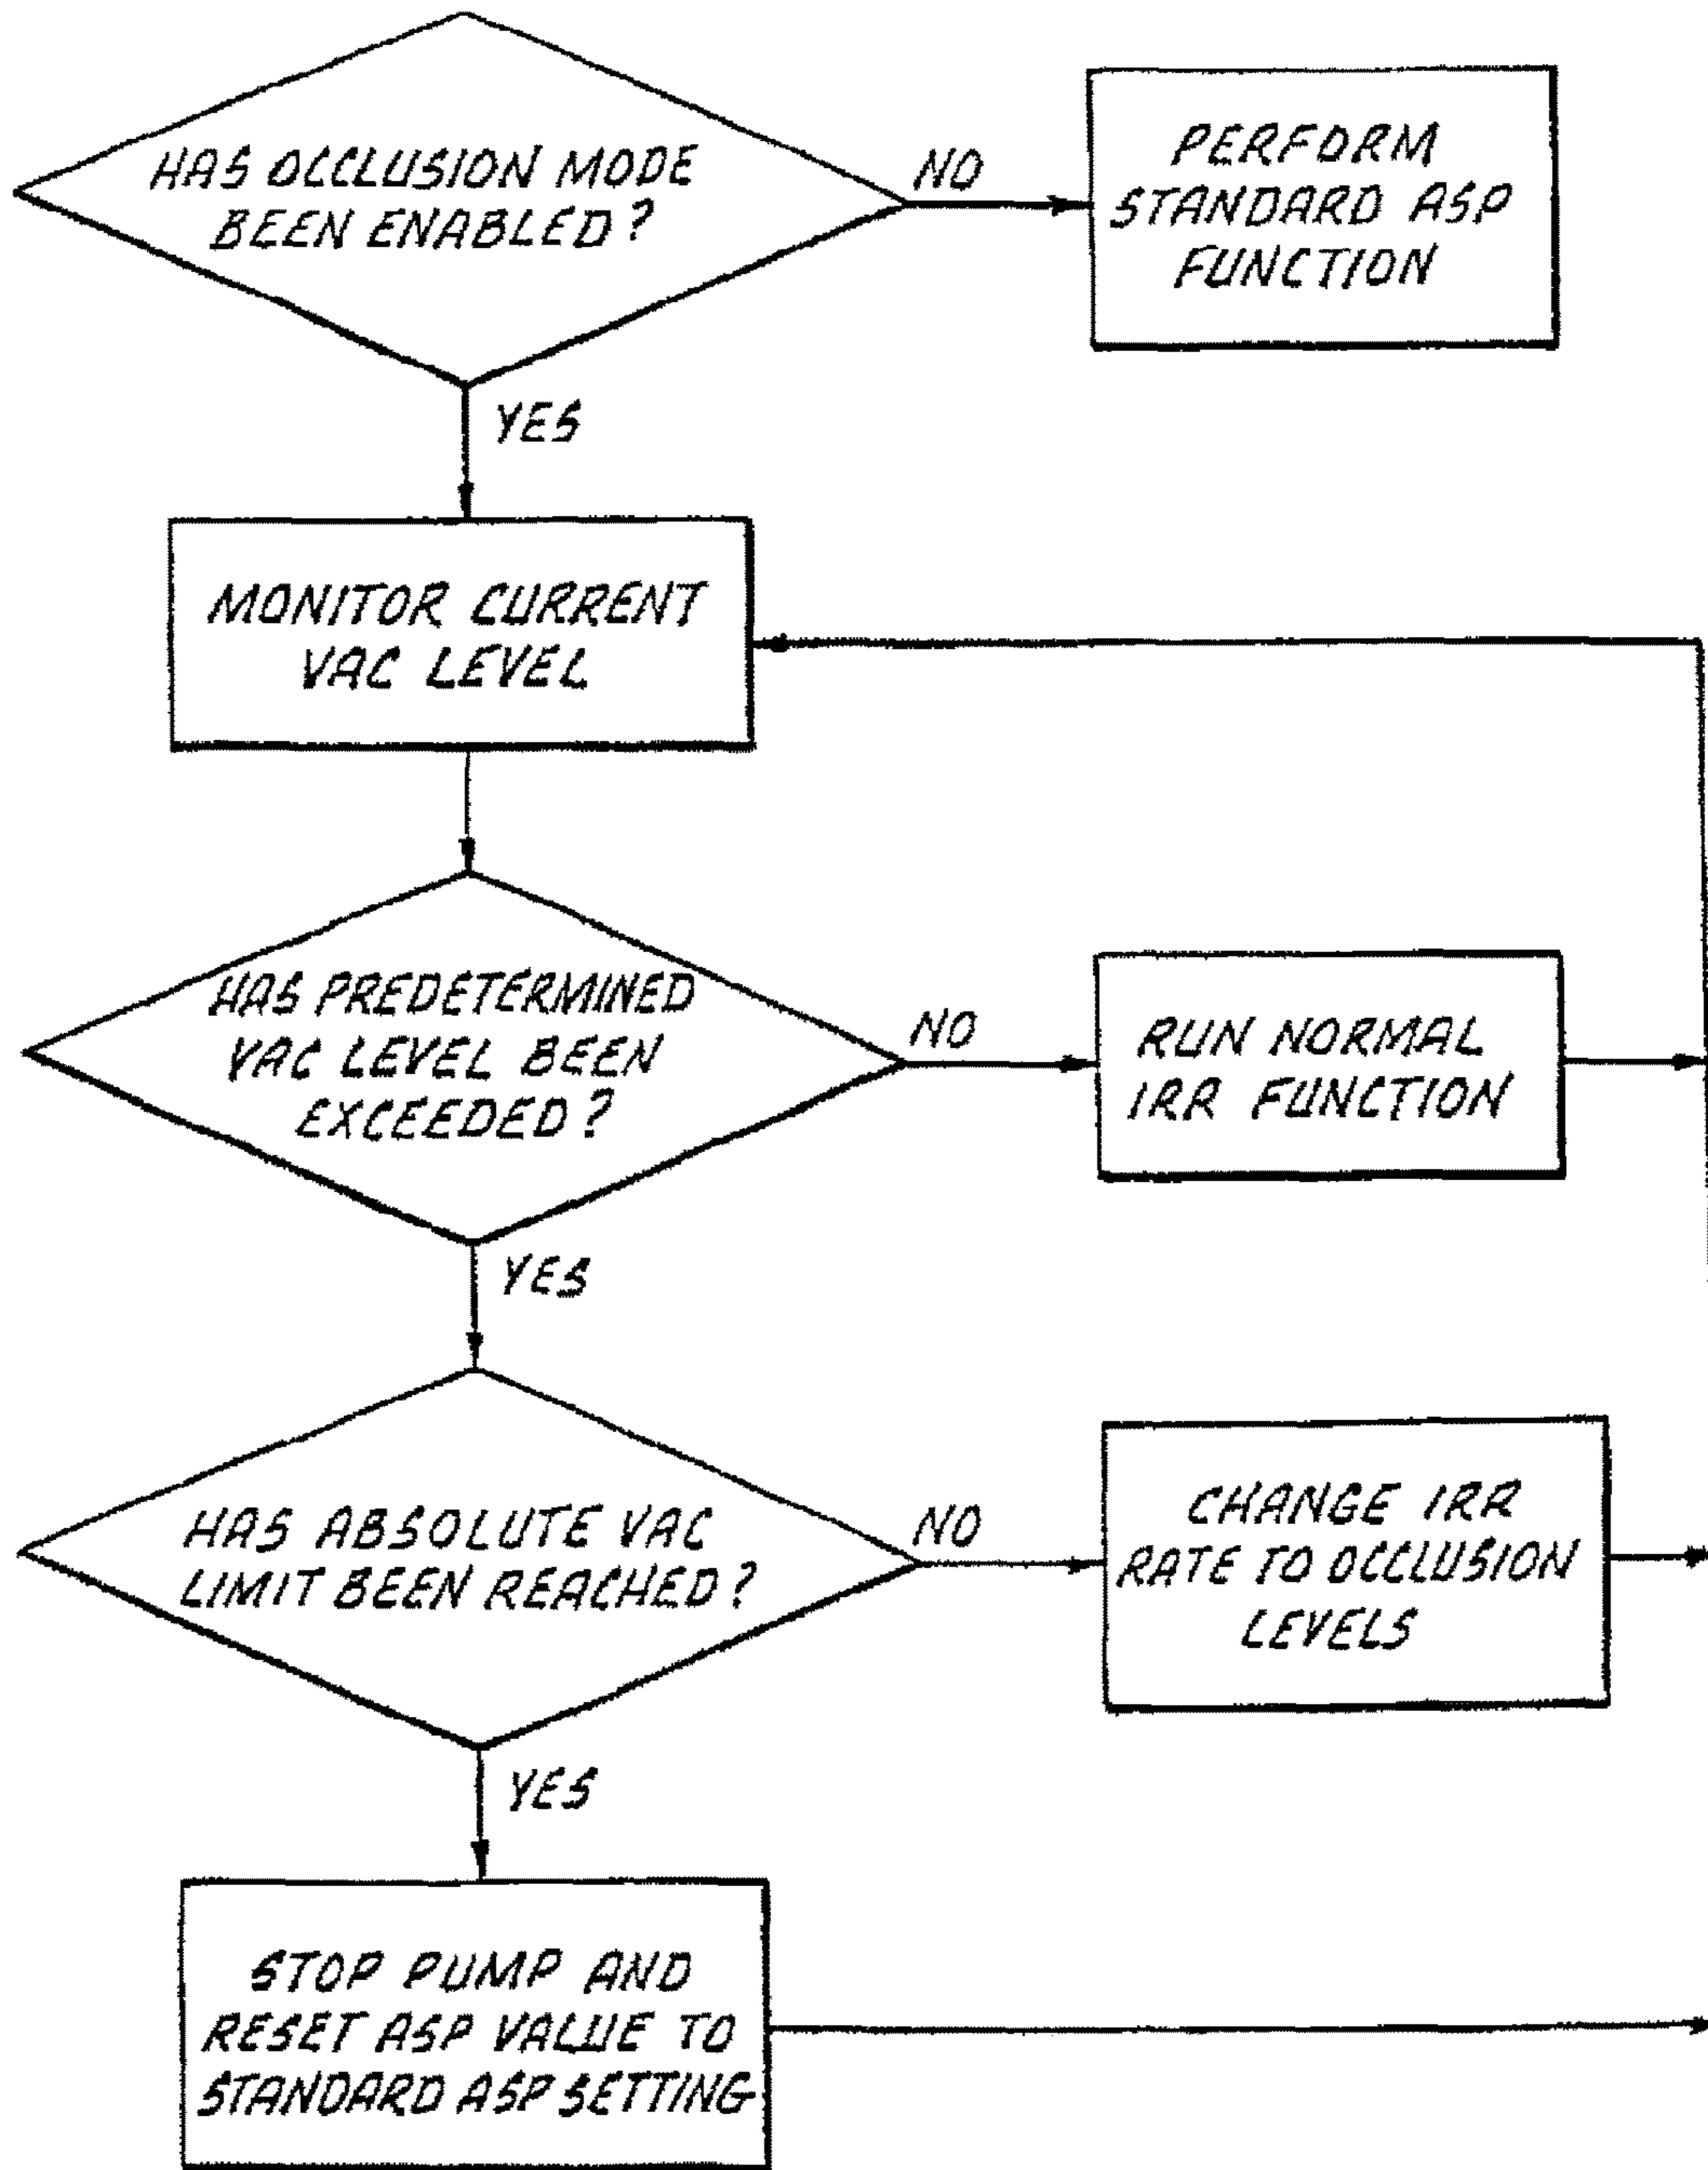 HAS OCCLUSION MODE
BEEN ENABLED?
NO
PERFORM
STANDARD ASP
FUNCTION
YES
MONITOR CURRENT
VAC LEVEL
HAS PREDETERMINED
VAC LEVEL BEEN
EXCEEDED?
NO
RUN NORMAL
IRR FUNCTION
YES
HAS ABSOLUTE VAC
LIMIT BEEN REACHED?
NO
CHANGE IRR
RATE TO OCCLUSION
LEVELS
YES
STOP PUMP AND
RESET ASP VALUE TO
STANDARD ASP SETTING